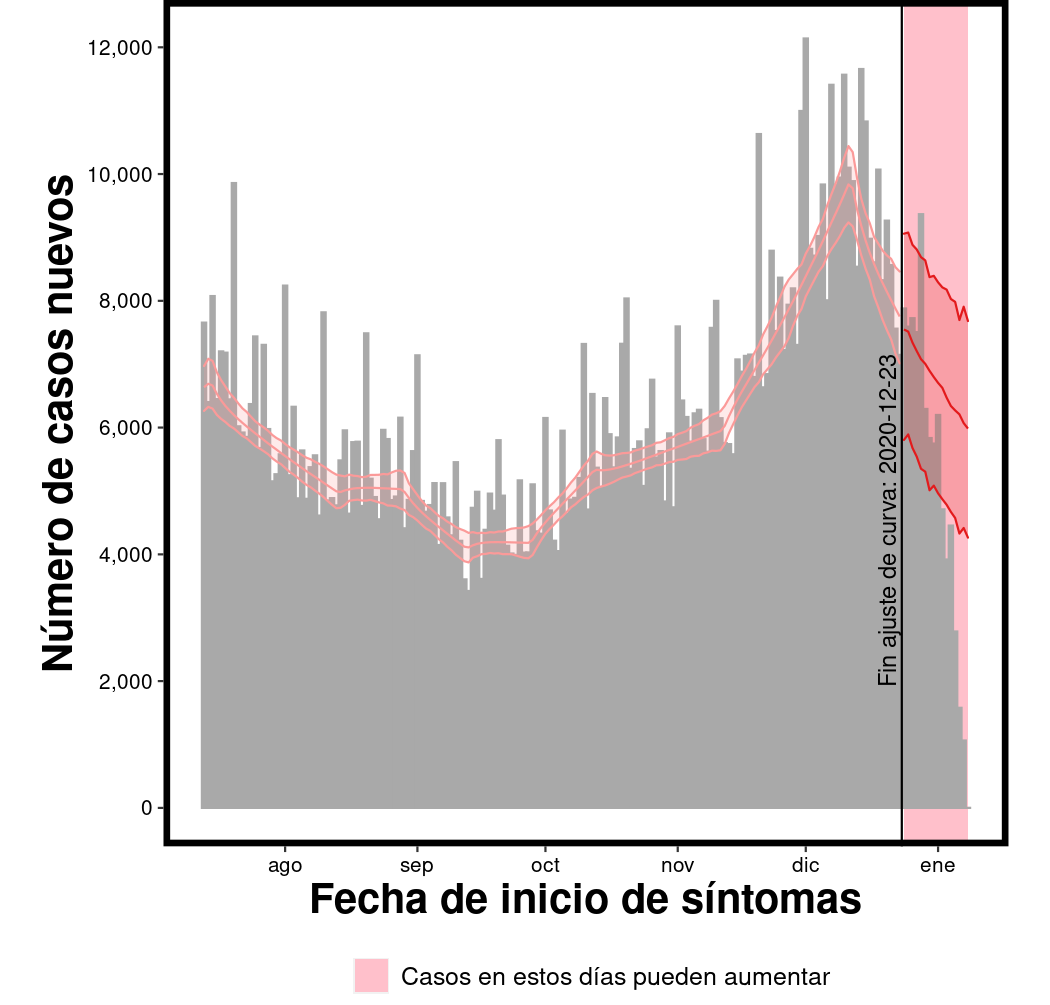 Número de casos nuevos
12,000
10,000
8,000
6,000
4,000
2,000
0
Fin ajuste de curva: 2020-12-23
ago sep oct nov dic ene
Fecha de inicio de síntomas
Casos en estos días pueden aumentar